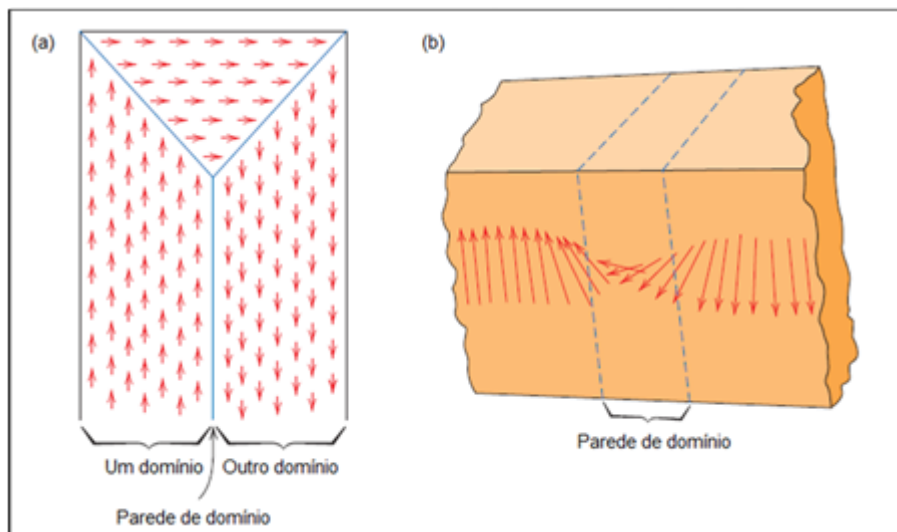 (a)
Um domínio
Outro domínio
Parede de domínio
(b)
Parede de domínio